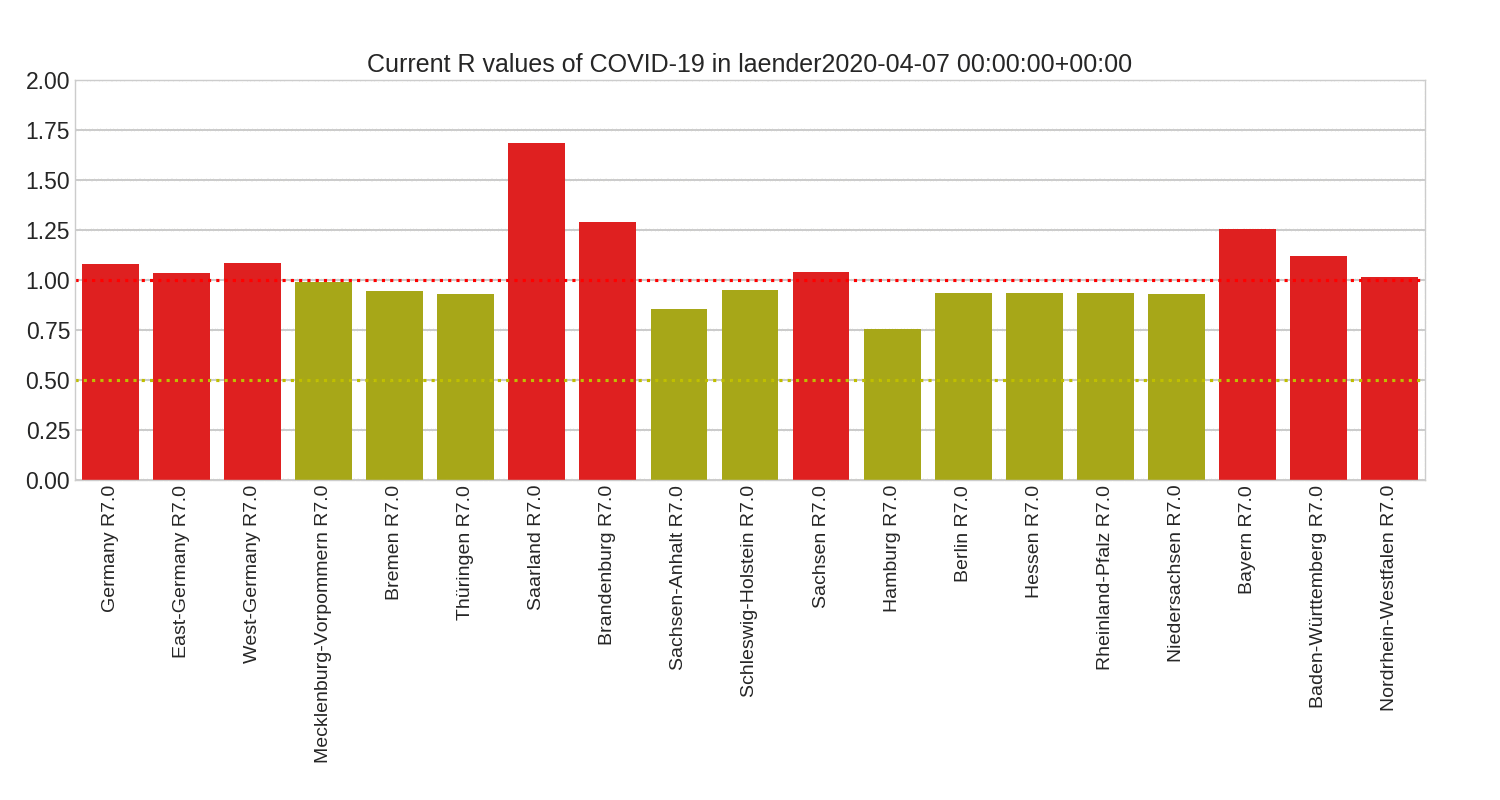 Current R values of COVID-19 in laender2020-04-07 00:00:00+00:00
2.00
1.75
1.50
1.25
1.00
0.75
0.50
0.25
0.00
Germany R7.0
East-Germany R7.0
West-Germany R7.0
Mecklenburg-Vorpommern R7.0
Bremen R7.0
Thüringen R7.0
Saarland R7.0
Brandenburg R7.0
Sachsen-Anhalt R7.0
Schleswig-Holstein R7.0
Sachsen R7.0
Hamburg R7.0
Berlin R7.0
Hessen R7.0
Rheinland-Pfalz R7.0
Niedersachsen R7.0
Bayern R7.0
Baden-Württemberg R7.0
Nordrhein-Westfalen R7.0